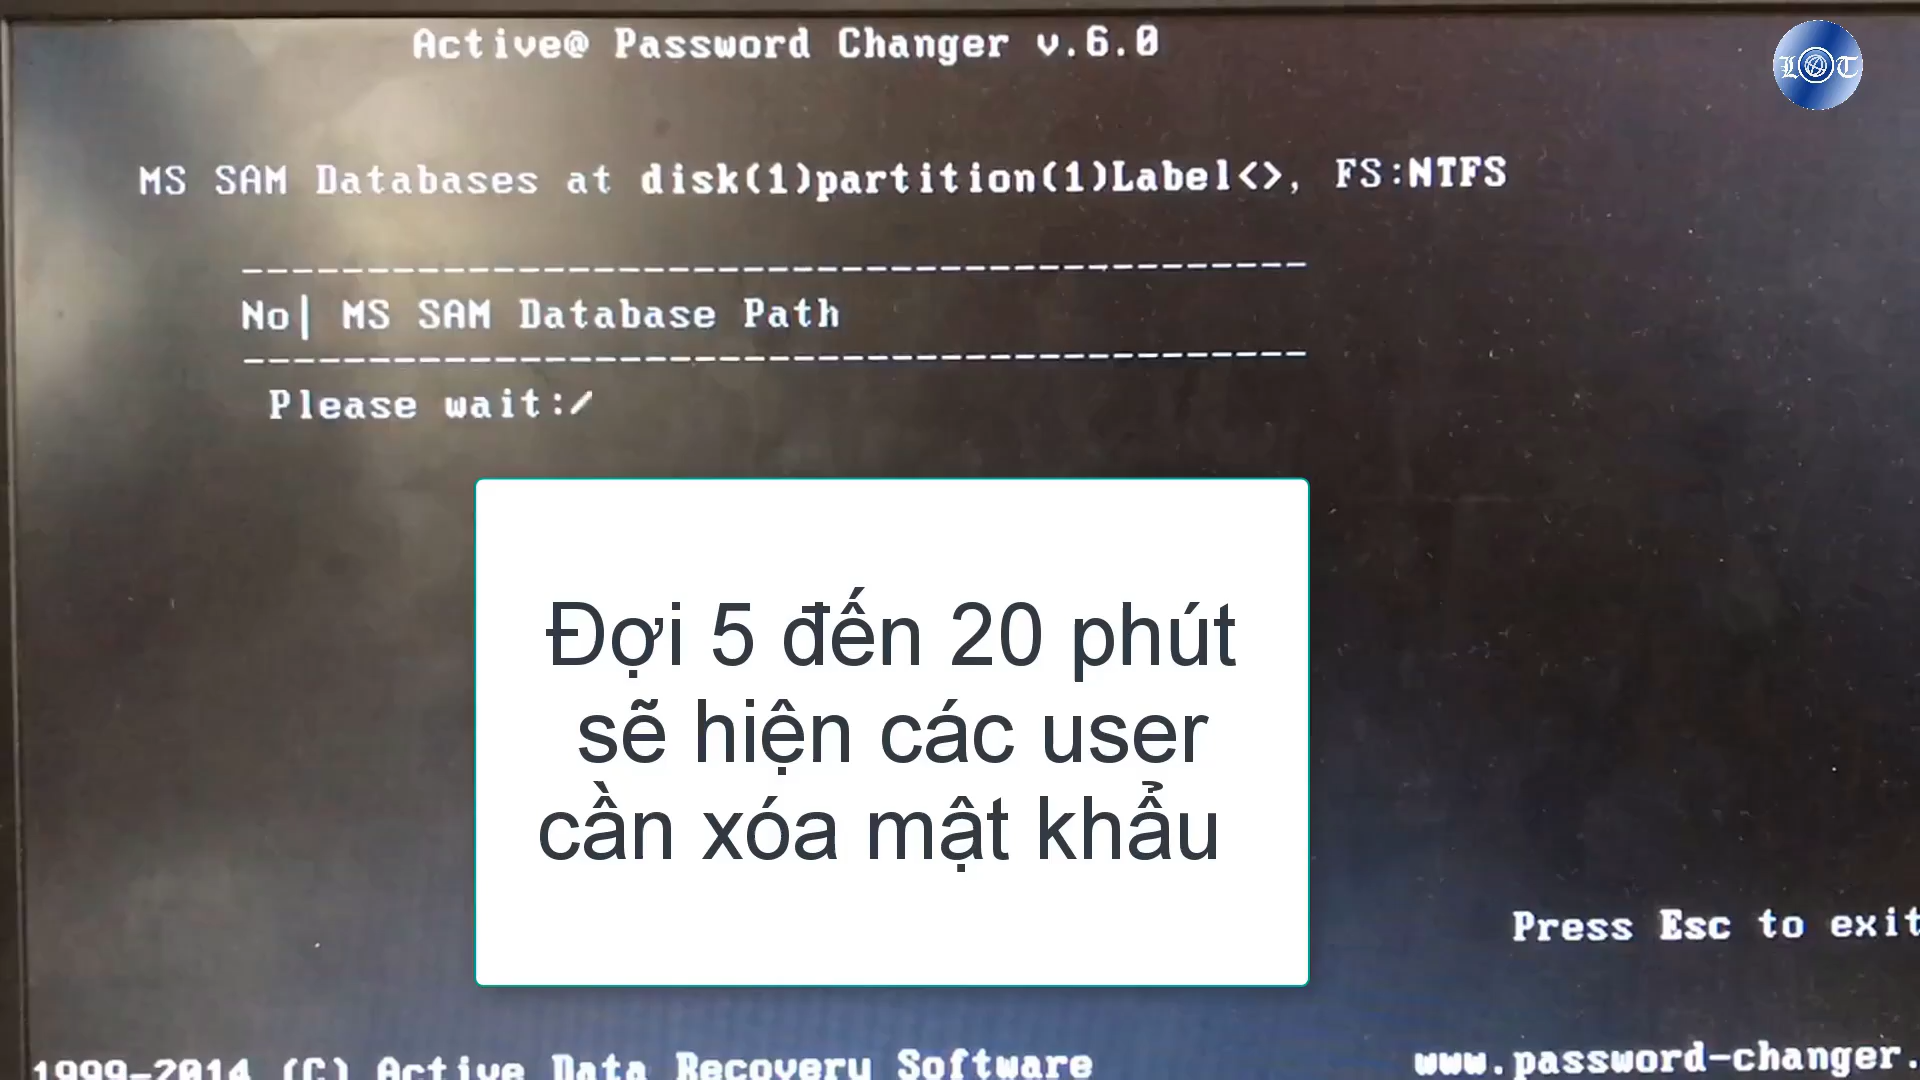 Active@ Password Changer v.6.0
LOT
MS SAM Databases at disk(1)partition(1)Label<>, FS:NTFS
----------------------------------------------
No| MS SAM Database Path
----------------------------------------------
Please wait:/
Đợi 5 đến 20 phút
sẽ hiện các user
cần xóa mật khẩu
Press Esc to exit
1999-2014 (C) Active Data Recovery Software
www.password-changer.